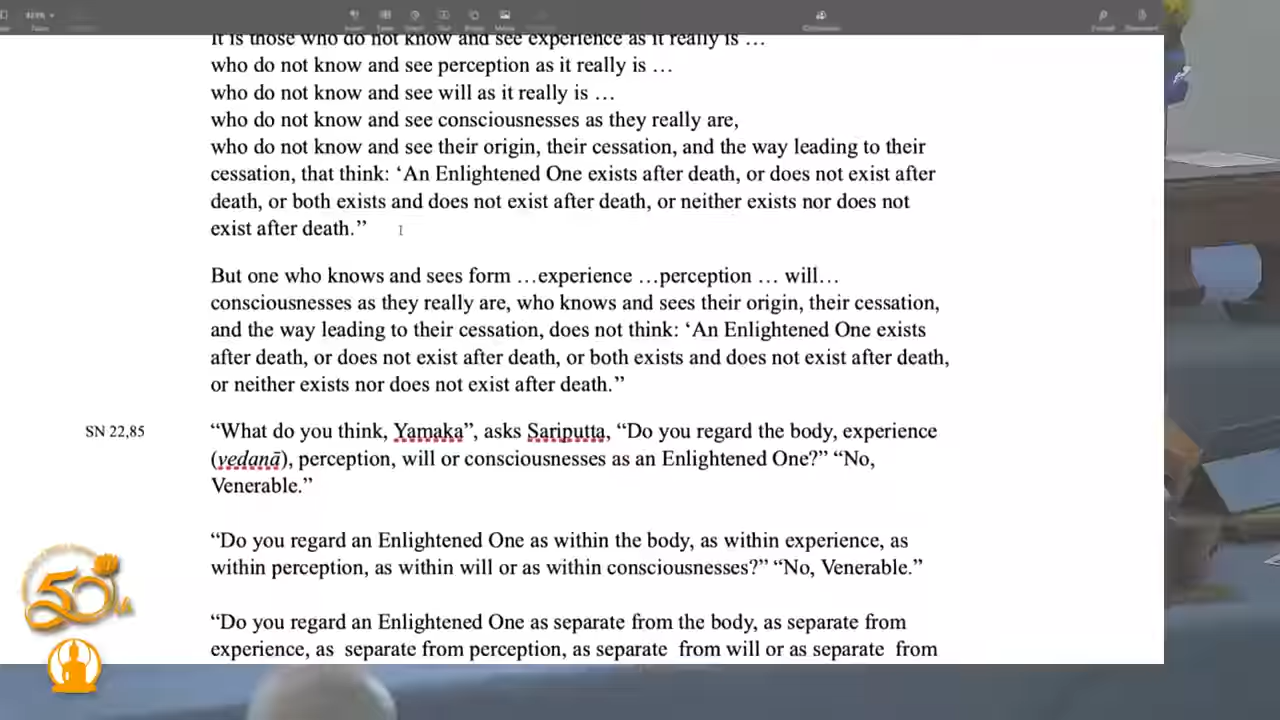 It is those who do not know and see experience as it really is …
who do not know and see perception as it really is …
who do not know and see will as it really is …
who do not know and see consciousnesses as they really are,
who do not know and see their origin, their cessation, and the way leading to their
cessation, that think: ‘An Enlightened One exists after death, or does not exist after
death, or both exists and does not exist after death, or neither exists nor does not
exist after death.”
But one who knows and sees form …experience …perception … will…
consciousnesses as they really are, who knows and sees their origin, their cessation,
and the way leading to their cessation, does not think: ‘An Enlightened One exists
after death, or does not exist after death, or both exists and does not exist after death,
or neither exists nor does not exist after death.”
SN 22,85
“What do you think, Yamaka”, asks Sariputta, “Do you regard the body, experience
(vedanā), perception, will or consciousnesses as an Enlightened One?” “No,
Venerable.”
“Do you regard an Enlightened One as within the body, as within experience, as
within perception, as within will or as within consciousnesses?” “No, Venerable.”
“Do you regard an Enlightened One as separate from the body, as separate from
experience, as separate from perception, as separate from will or as separate from
50th